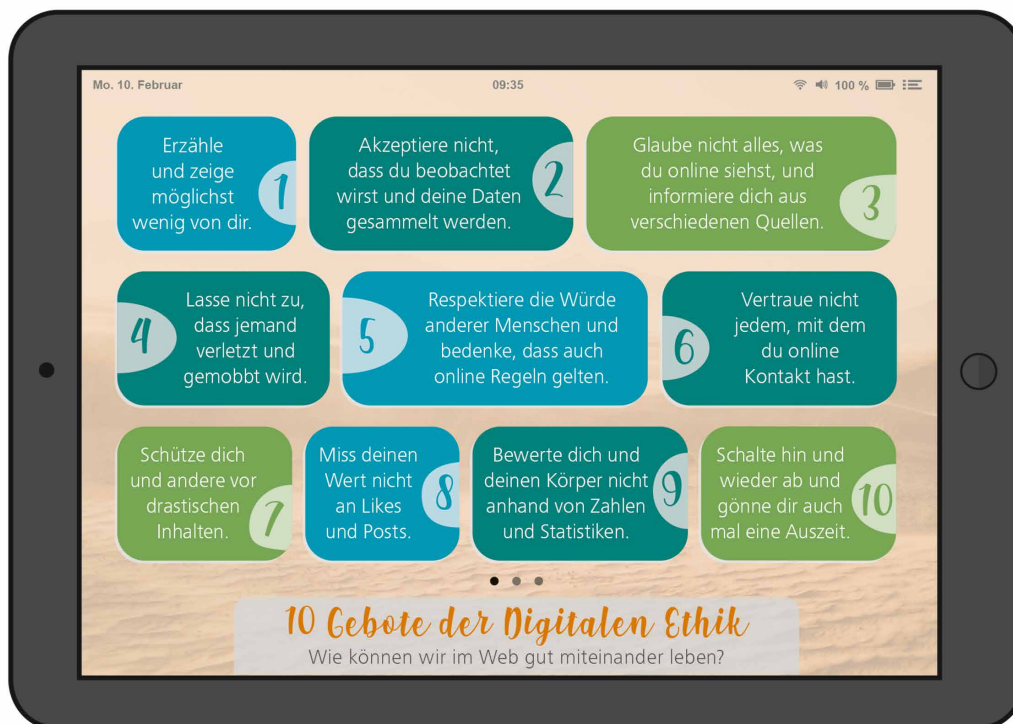 Mo. 10. Februar
09:35
100 %
Erzähle
und zeige
möglichst
wenig von dir.
1
Akzeptiere nicht,
dass du beobachtet
wirst und deine Daten
gesammelt werden.
2
Glaube nicht alles, was
du online siehst, und
informiere dich aus
verschiedenen Quellen.
3
4
Lasse nicht zu,
dass jemand
verletzt und
gemobbt wird.
5
Respektiere die Würde
anderer Menschen und
bedenke, dass auch
online Regeln gelten.
6
Vertraue nicht
jedem, mit dem
du online
Kontakt hast.
Schütze dich
und andere vor
drastischen
Inhalten.
7
Miss deinen
Wert nicht
an Likes
und Posts.
8
Bewerte dich und
deinen Körper nicht
anhand von Zahlen
und Statistiken.
9
Schalte hin und
wieder ab und
gönne dir auch
mal eine Auszeit.
10
10 Gebote der Digitalen Ethik
Wie können wir im Web gut miteinander leben?